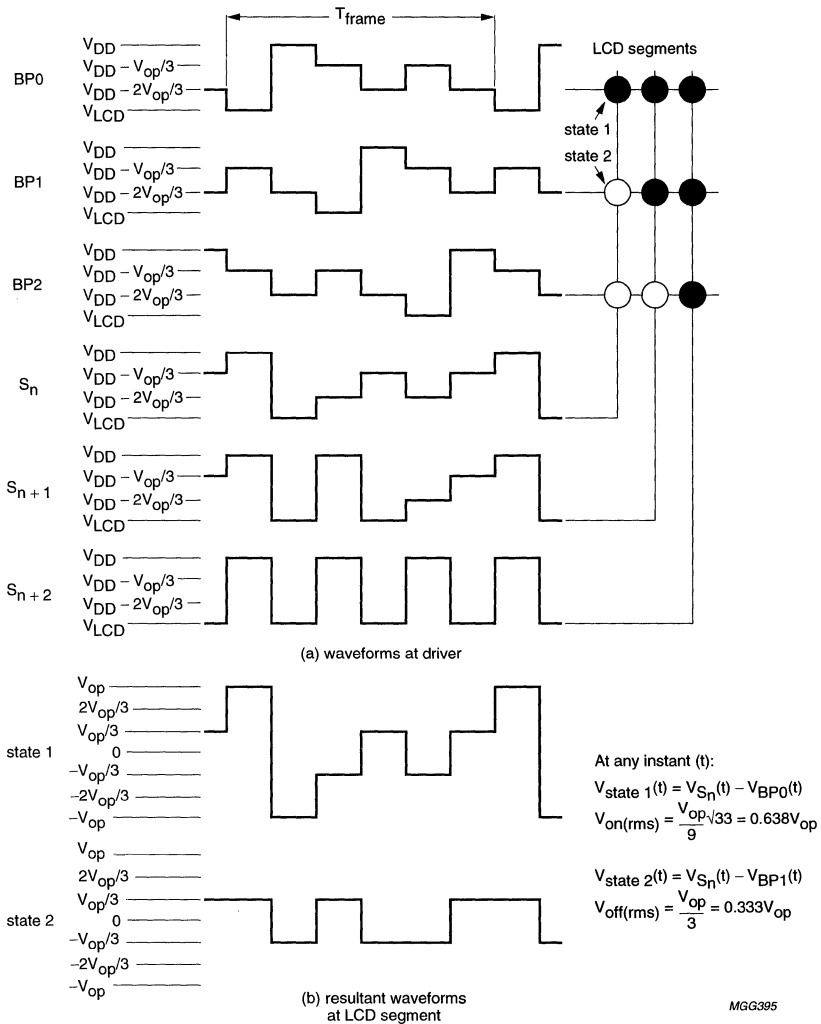 Tframe
BP0
VDD
VDD − Vop/3
VDD − 2Vop/3
VLCD
LCD segments
state 1
state 2
BP1
VDD
VDD − Vop/3
VDD − 2Vop/3
VLCD
BP2
VDD
VDD − Vop/3
VDD − 2Vop/3
VLCD
Sn
VDD
VDD − Vop/3
VDD − 2Vop/3
VLCD
Sn + 1
VDD
VDD − Vop/3
VDD − 2Vop/3
VLCD
Sn + 2
VDD
VDD − Vop/3
VDD − 2Vop/3
VLCD
(a) waveforms at driver
state 1
Vop
2Vop/3
Vop/3
0
−Vop/3
−2Vop/3
−Vop
At any instant (t):
Vstate 1(t) = VSn(t) − VBP0(t)
Von(rms) = Vop/9 √33 = 0.638Vop
state 2
Vop
2Vop/3
Vop/3
0
−Vop/3
−2Vop/3
−Vop
Vstate 2(t) = VSn(t) − VBP1(t)
Voff(rms) = Vop/3 = 0.333Vop
(b) resultant waveforms
at LCD segment
MGG395